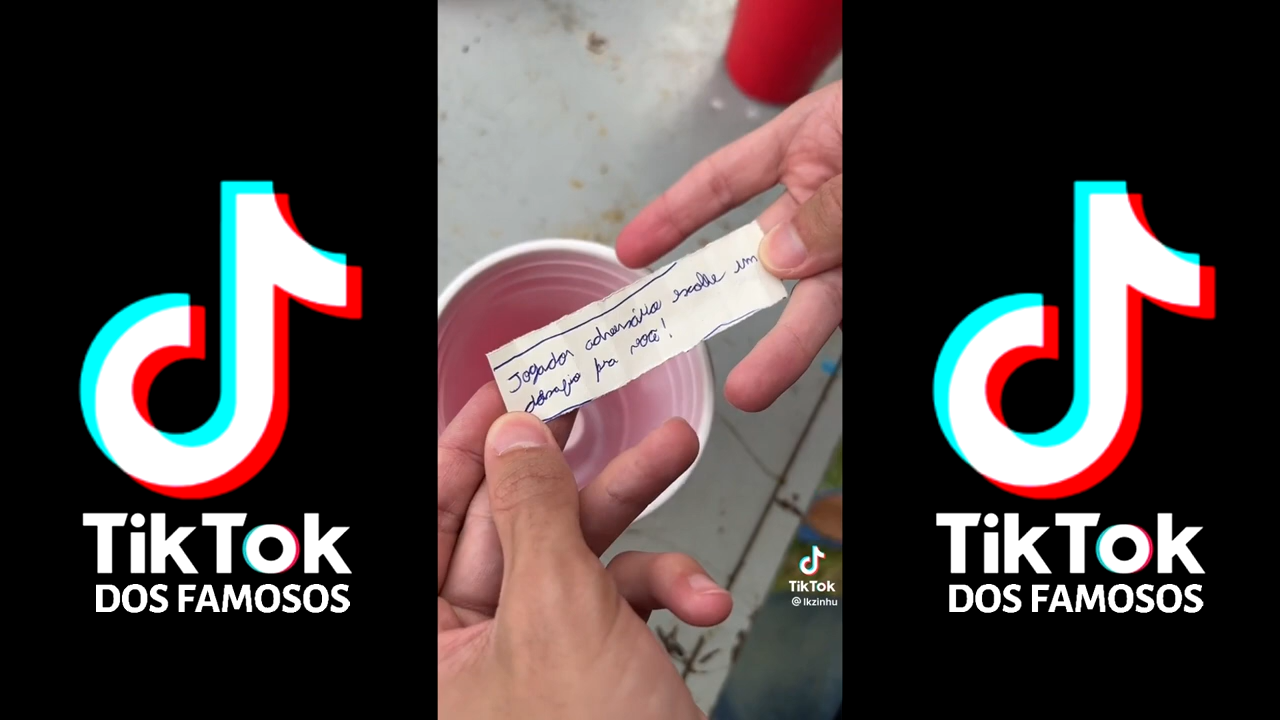 TikTok
DOS FAMOSOS
Jogador adversário escolhe um
desafio pra você!
TikTok
@ lkzinhu
TikTok
DOS FAMOSOS